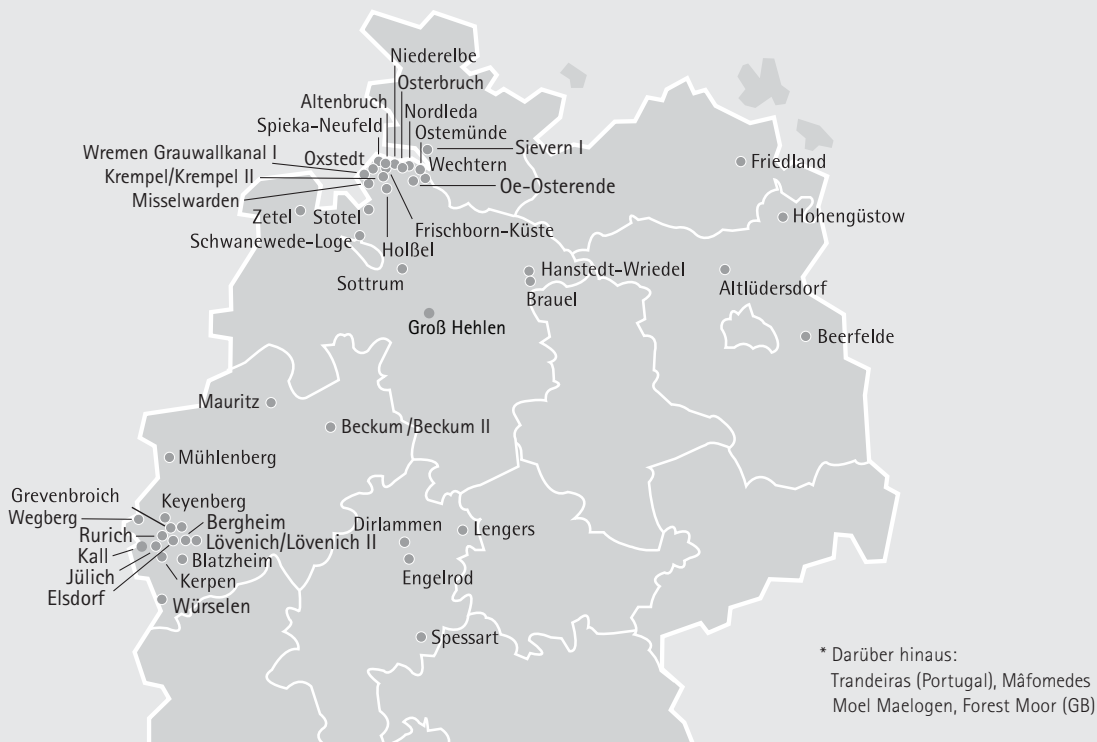 Niederelbe
Osterbruch
Altenbruch
Nordleda
Spieka-Neufeld
Ostemünde
Sievern I
Wremen Grauwallkanal I
Oxstedt
Wechtern
Friedland
Krempel/Krempel II
Oe-Osterende
Misselwarden
Zetel
Stotel
Hohengüstow
Frischborn-Küste
Schwanewede-Loge
Holßel
Hanstedt-Wriedel
Sottrum
Altlüdersdorf
Brauel
Groß Hehlen
Beerfelde
Mauritz
Beckum/Beckum II
Mühlenberg
Grevenbroich
Keyenberg
Wegberg
Bergheim
Dirlammen
Lengers
Rurich
Lövenich/Lövenich II
Kall
Blatzheim
Jülich
Kerpen
Engelrod
Elsdorf
Würselen
Spessart
* Darüber hinaus:
Trandeiras (Portugal), Mâfomedes
Moel Maelogen, Forest Moor (GB)